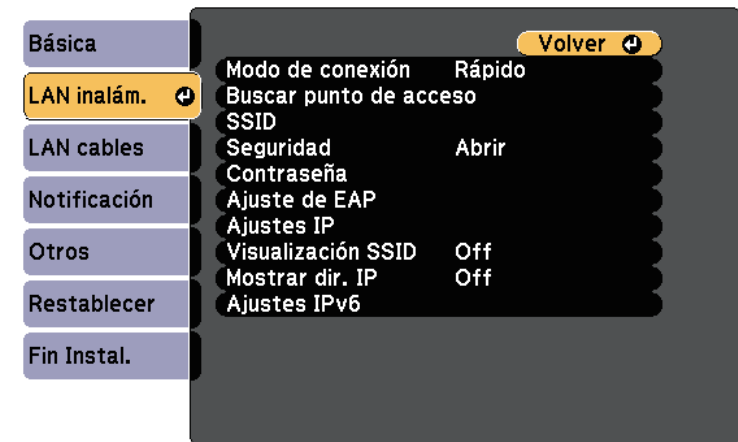 Básica
LAN inalám.
LAN cables
Notificación
Otros
Restablecer
Fin Instal.
Volver
Modo de conexión Rápido
Buscar punto de acceso
SSID
Seguridad Abrir
Contraseña
Ajuste de EAP
Ajustes IP
Visualización SSID Off
Mostrar dir. IP Off
Ajustes IPv6